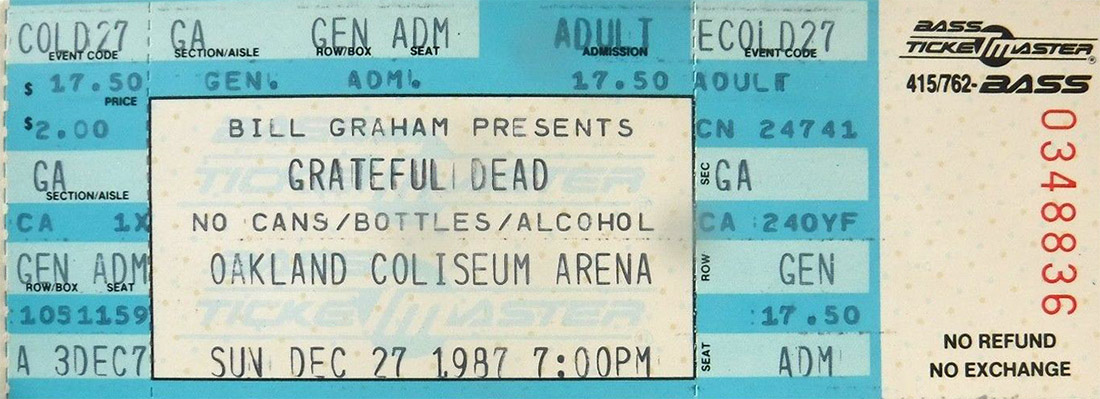 COLD27 GA GEN ADM ADULT ECOLD27
EVENT CODE SECTION/AISLE ROW/BOX SEAT ADMISSION EVENT CODE
$ 17.50 GEN. ADM. 17.50 ADULT
PRICE
$2.00
GA
SECTION/AISLE
CA 1X
GEN ADM
ROW/BOX SEAT
1051159
A 3DEC7
BILL GRAHAM PRESENTS
GRATEFUL DEAD
NO CANS/BOTTLES/ALCOHOL
OAKLAND COLISEUM ARENA
SUN DEC 27 1987 7:00PM
CN 24741
SEC GA
CA 240YF
ROW GEN
17.50
SEAT ADM
BASS
TICKETMASTER®
415/762-BASS
034836
NO REFUND
NO EXCHANGE